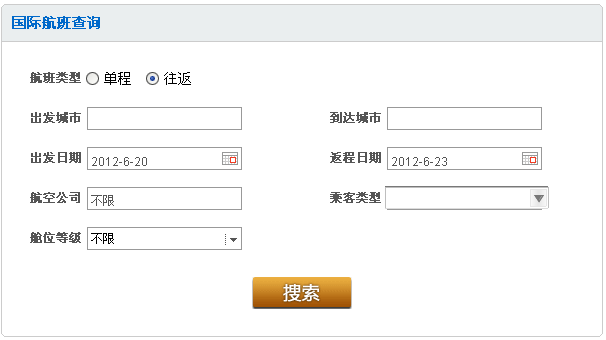 国际航班查询
航班类型 单程 往返
出发城市 到达城市
出发日期 2012-6-20 返程日期 2012-6-23
航空公司 不限 乘客类型
舱位等级 不限
搜索